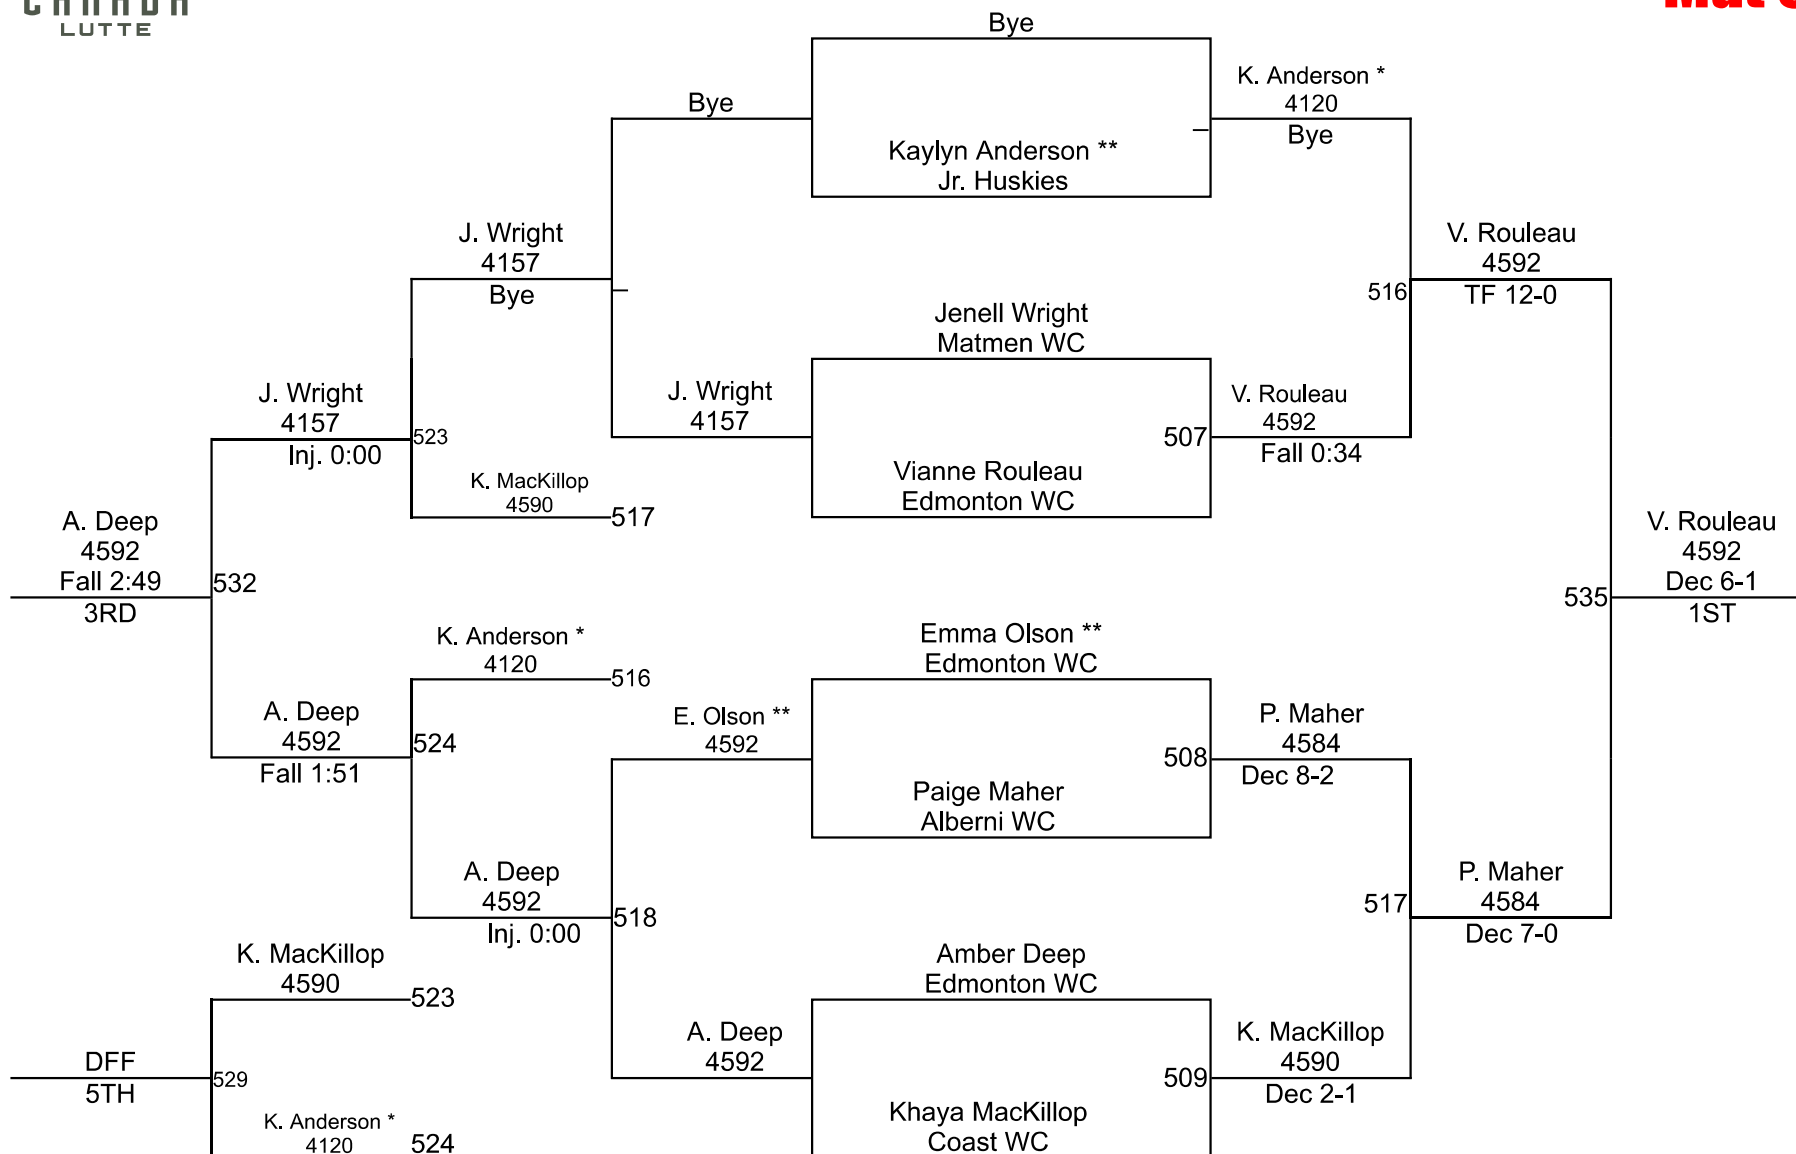 CANADA
LUTTE
Bye
K. Anderson *
4120
Bye
Bye
Kaylyn Anderson **
Jr. Huskies
J. Wright
4157
Bye
V. Rouleau
4592
TF 12-0
516
Jenell Wright
Matmen WC
J. Wright
4157
Inj. 0:00
523
J. Wright
4157
V. Rouleau
4592
Fall 0:34
507
K. MacKillop
4590
517
Vianne Rouleau
Edmonton WC
A. Deep
4592
Fall 2:49
3RD
532
V. Rouleau
4592
Dec 6-1
1ST
535
K. Anderson *
4120
516
Emma Olson **
Edmonton WC
A. Deep
4592
Fall 1:51
524
E. Olson **
4592
508
P. Maher
4584
Dec 8-2
Paige Maher
Alberni WC
A. Deep
4592
Inj. 0:00
518
517
P. Maher
4584
Dec 7-0
K. MacKillop
4590
523
Amber Deep
Edmonton WC
DFF
5TH
529
A. Deep
4592
509
K. MacKillop
4590
Dec 2-1
K. Anderson *
4120
524
Khaya MacKillop
Coast WC